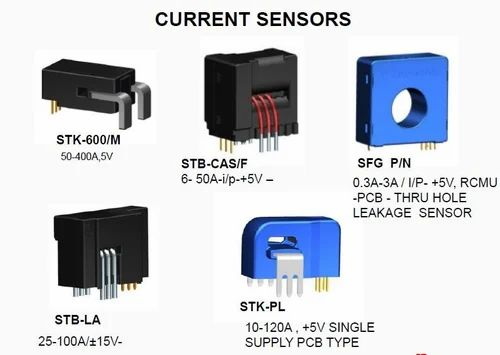 CURRENT SENSORS
STK-600/M
50-400A,5V
STB-CAS/F
6- 50A-i/p-+5V –
SFG P/N
0.3A-3A / I/P- +5V, RCMU
-PCB - THRU HOLE
LEAKAGE SENSOR
STB-LA
25-100A/±15V-
STK-PL
10-120A , +5V SINGLE
SUPPLY PCB TYPE